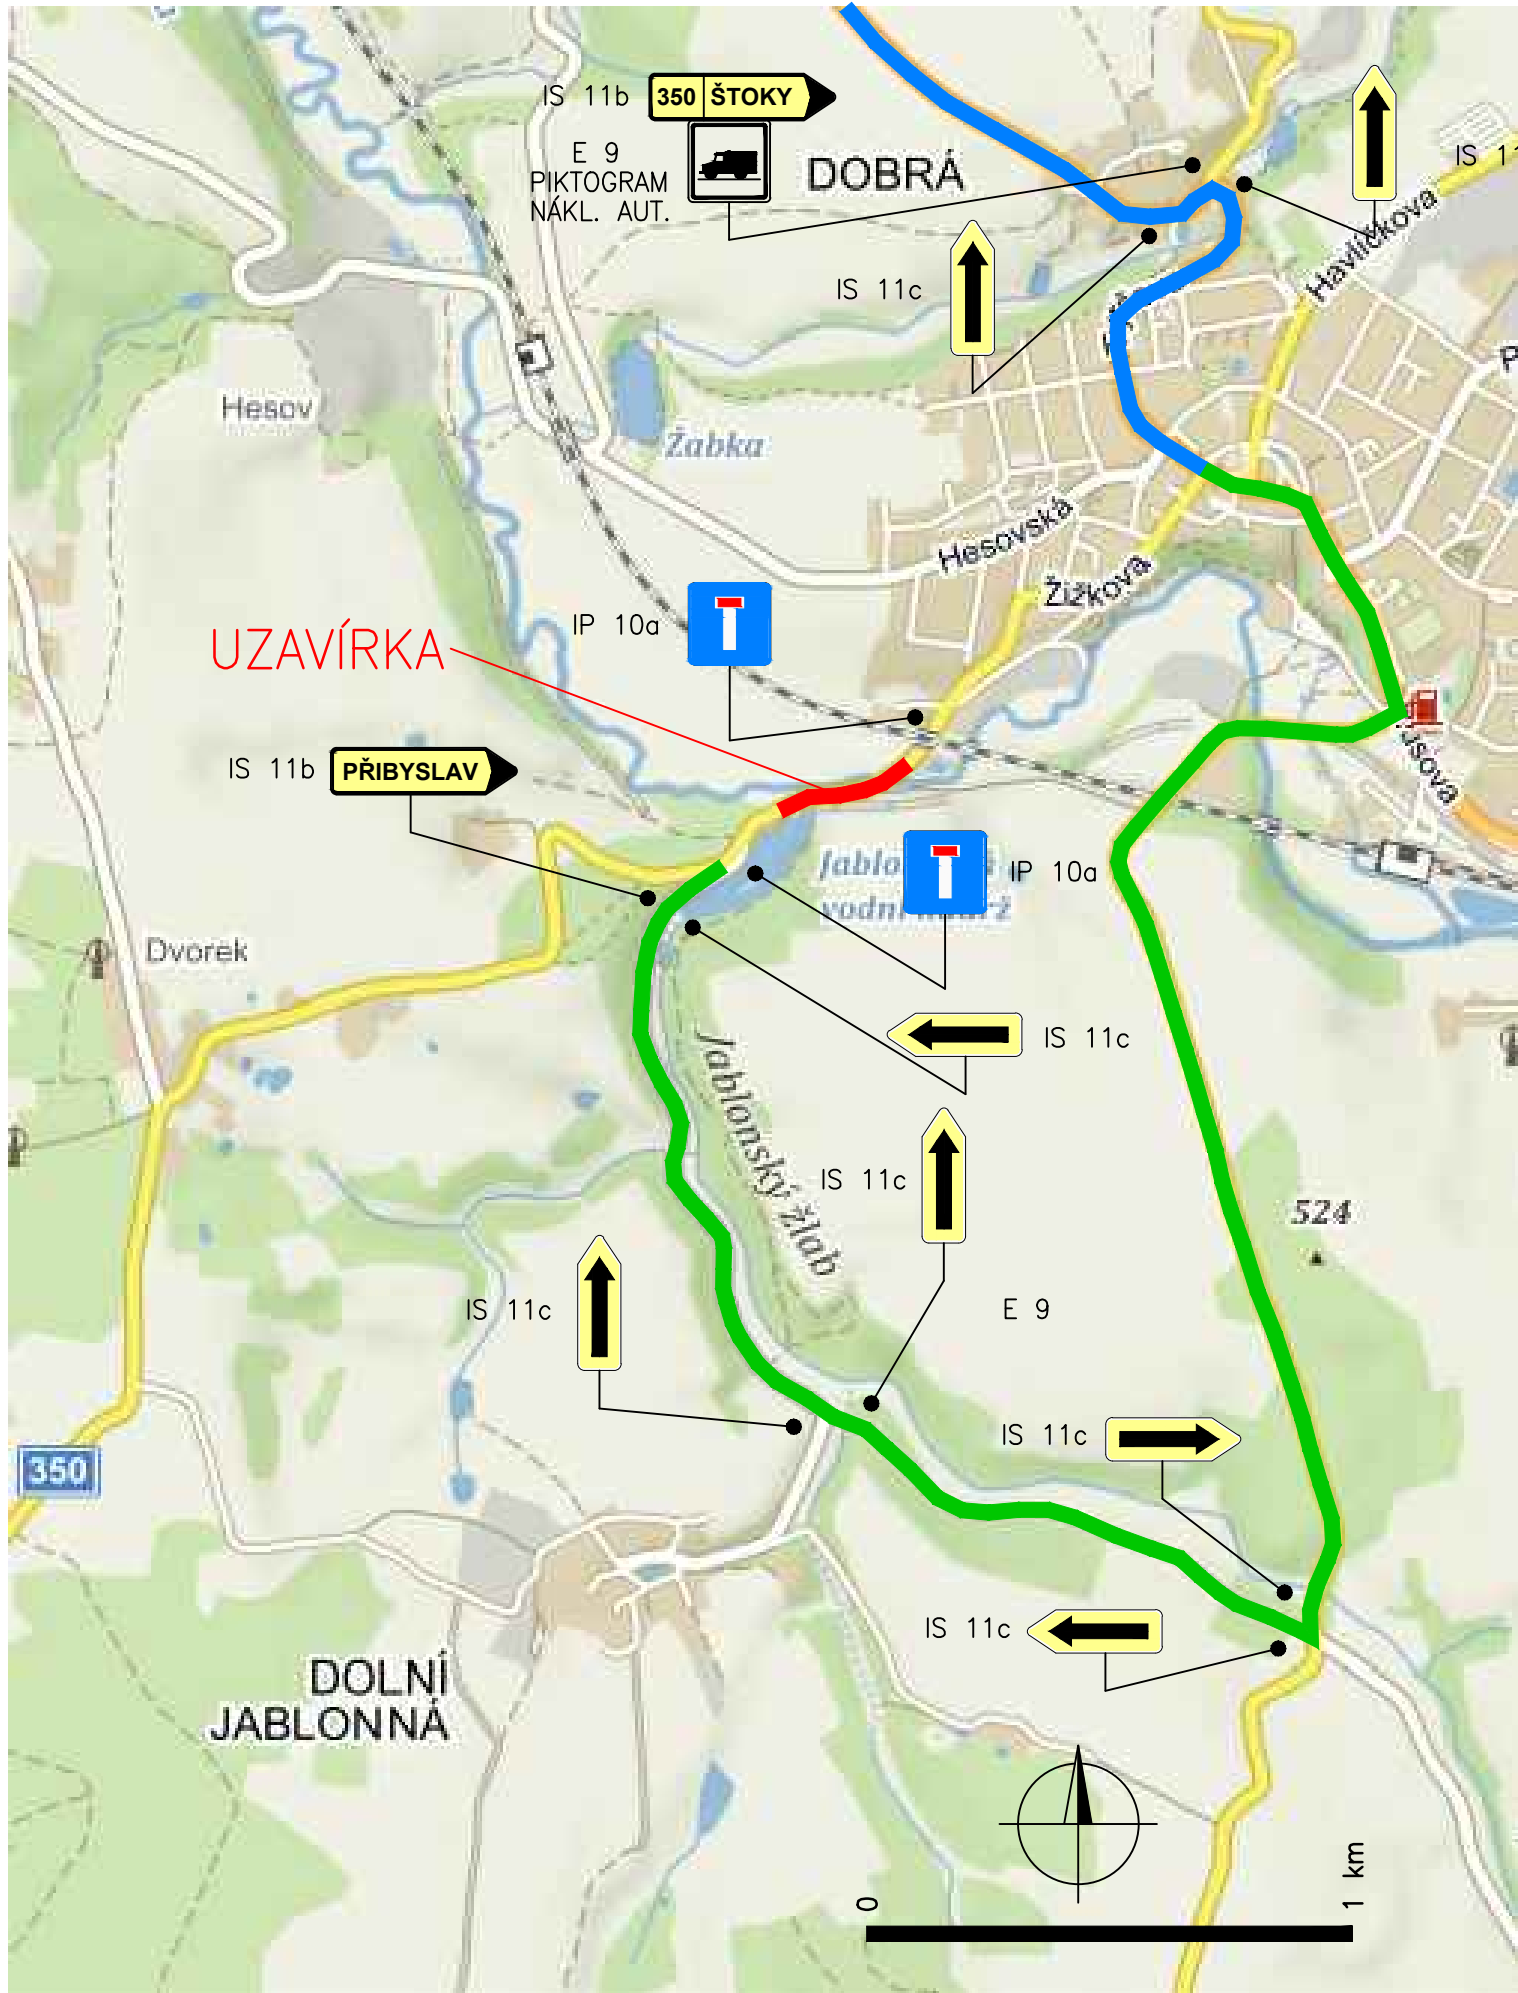 IS 11b
350 ŠTOKY
E 9
PIKTOGRAM
NÁKL. AUT.
DOBRÁ
IS 11
Havlíčkova
IS 11c
Hesov
Žabka
Hesovská
Žižkova
IP 10a
UZAVÍRKA
IS 11b
PŘIBYSLAV
IP 10a
vodní
Dvorek
IS 11c
Jablonský žlab
IS 11c
524
IS 11c
E 9
IS 11c
350
IS 11c
DOLNÍ
JABLONNÁ
0
1 km